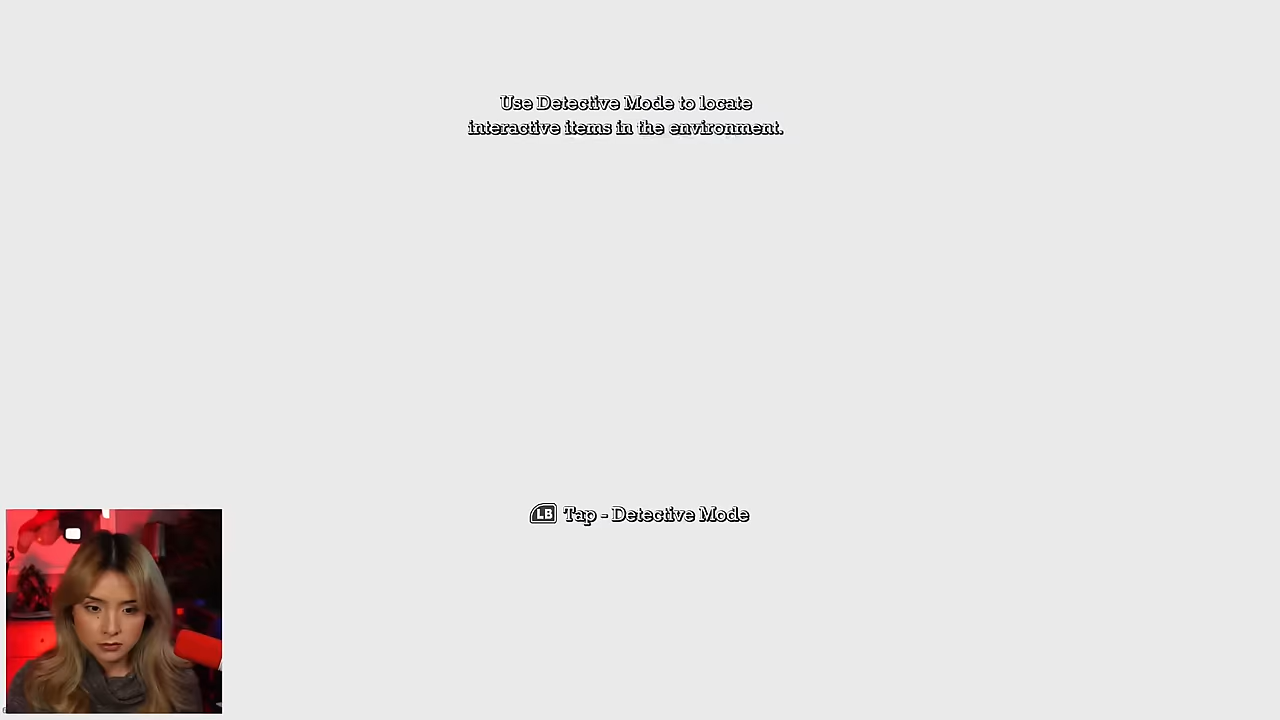 Use Detective Mode to locate
interactive items in the environment.
LB Tap - Detective Mode